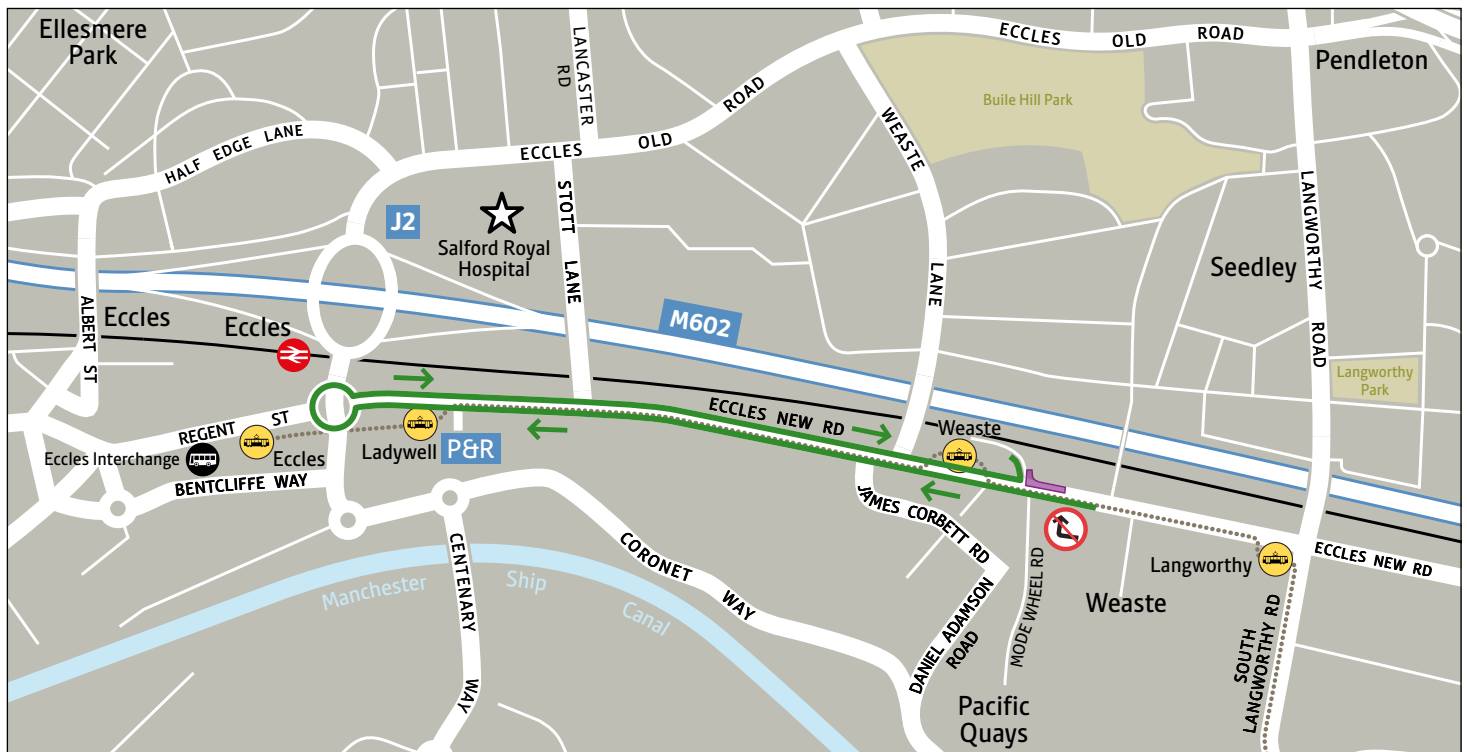 Ellesmere
Park
LANCASTER
RD
ECCLES OLD ROAD
Pendleton
Buile Hill Park
HALF EDGE LANE
ECCLES OLD ROAD
WEASTE
LANE
STOTT
LANE
LANGWORTHY
ROAD
J2
Salford Royal
Hospital
Seedley
ALBERT ST
Eccles
Eccles
M602
Langworthy
Park
REGENT ST
Eccles Interchange
Eccles
Ladywell
P&R
ECCLES NEW RD
Weaste
BENTCLIFFE WAY
JAMES CORBETT RD
CENTENARY
WAY
CORONET
WAY
MODE WHEEL RD
Langworthy
ECCLES NEW RD
Weaste
Manchester Ship Canal
DANIEL ADAMSON
ROAD
SOUTH
LANGWORTHY RD
Pacific
Quays